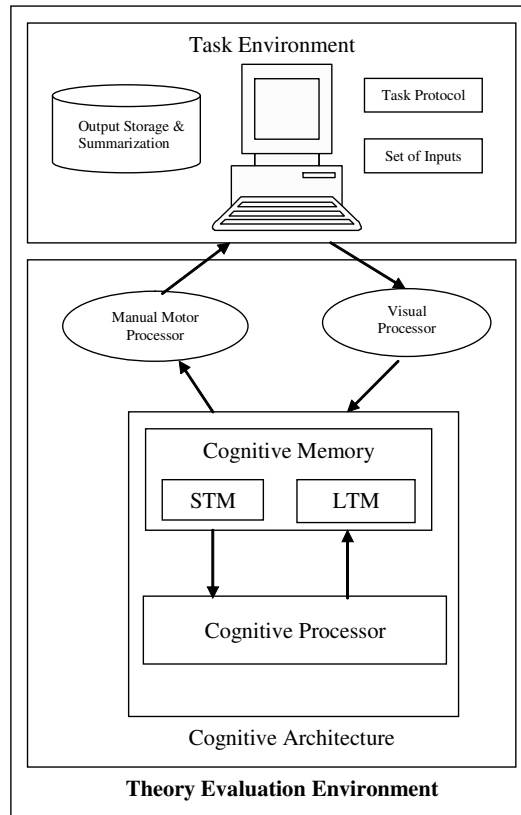 Task Environment
Output Storage &
Summarization
Task Protocol
Set of Inputs
Manual Motor
Processor
Visual
Processor
Cognitive Memory
STM
LTM
Cognitive Processor
Cognitive Architecture
Theory Evaluation Environment